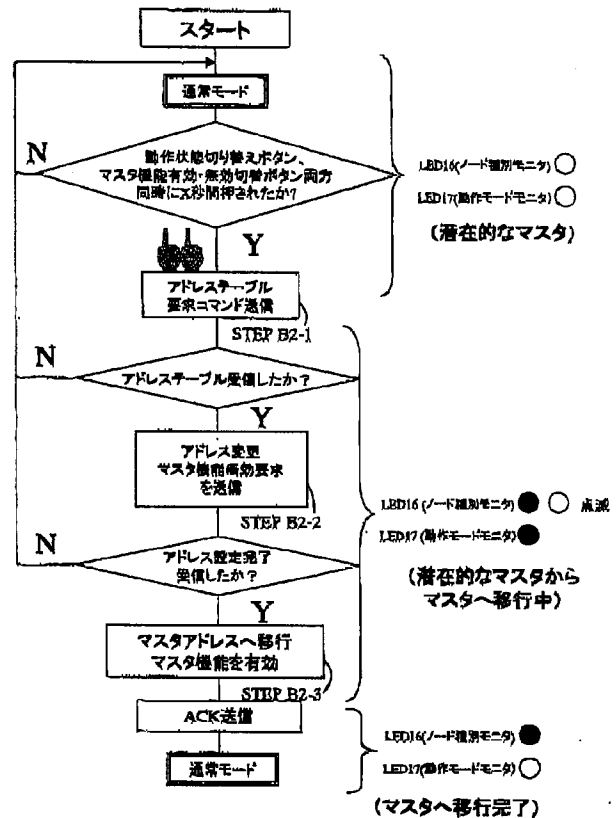 スタート
通常モード
N
動作状態切り替えボタン、
マスタ機能有効・無効切替ボタン両方
同時にX秒間押されたか?
Y
アドレステーブル
要求コマンド送信
STEP B2-1
LED16(ノード種別モニタ)
LED17(動作モードモニタ)
(潜在的なマスタ)
N
アドレステーブル受信したか?
Y
アドレス変更
マスタ機能無効要求
を送信
STEP B2-2
N
アドレス設定完了
受信したか?
Y
マスタアドレスへ移行
マスタ機能を有効
STEP B2-3
LED16(ノード種別モニタ) 点滅
LED17(動作モードモニタ)
(潜在的なマスタから
マスタへ移行中)
ACK送信
通常モード
LED16(ノード種別モニタ)
LED17(動作モードモニタ)
(マスタへ移行完了)